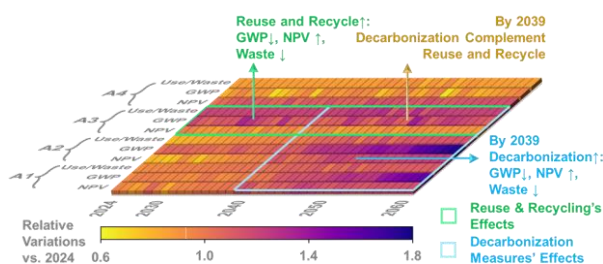 Reuse and Recycle↑:
GWP↓, NPV ↑,
Waste ↓
By 2039
Decarbonization Complement
Reuse and Recycle
A4
Use/Waste
GWP
NPV
A3
Use/Waste
GWP
NPV
A2
Use/Waste
GWP
NPV
A1
Use/Waste
GWP
NPV
2024
2030
2040
2050
2060
By 2039
Decarbonization↑:
GWP↓, NPV ↑,
Waste ↓
Reuse & Recycling's
Effects
Decarbonization
Measures' Effects
Relative
Variations
vs. 2024
0.6
1.0
1.4
1.8